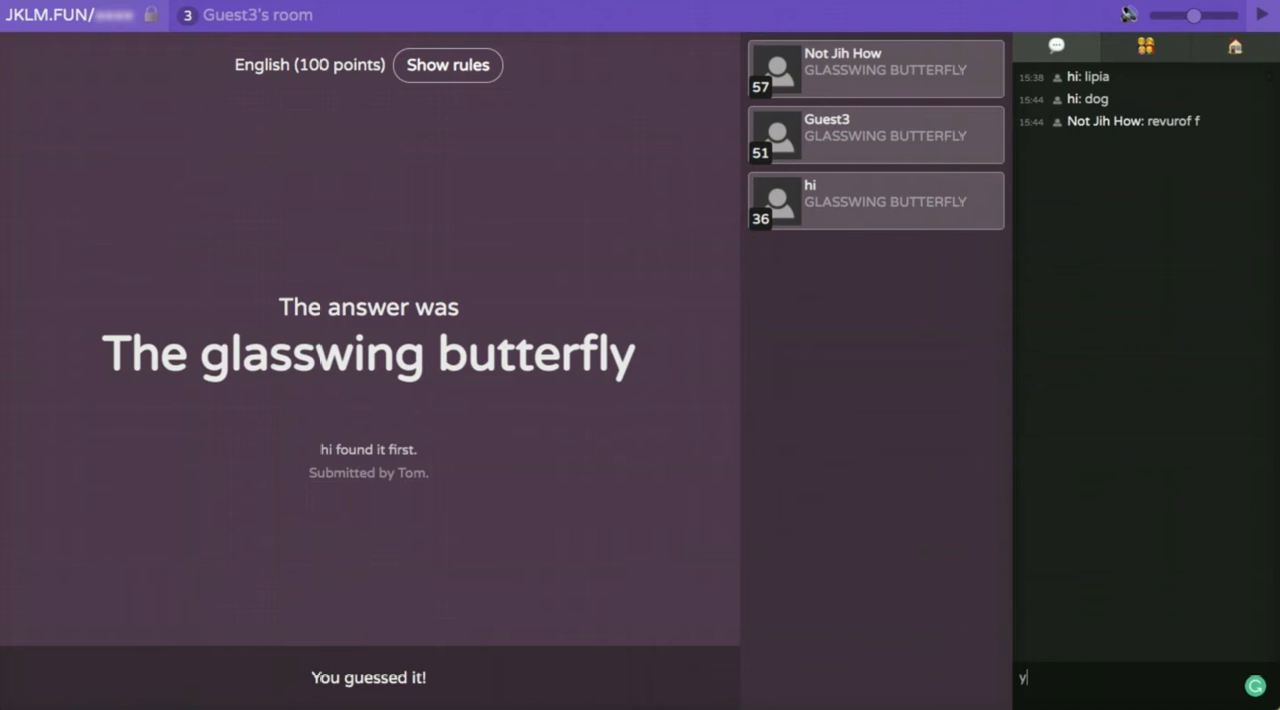 JKLM.FUN/
3 Guest3's room
English (100 points) Show rules
The answer was
The glasswing butterfly
hi found it first.
Submitted by Tom.
You guessed it!
Not Jih How
GLASSWING BUTTERFLY
57
Guest3
GLASSWING BUTTERFLY
51
hi
GLASSWING BUTTERFLY
36
15:38 hi: lipia
15:44 hi: dog
15:44 Not Jih How: revurof f
y